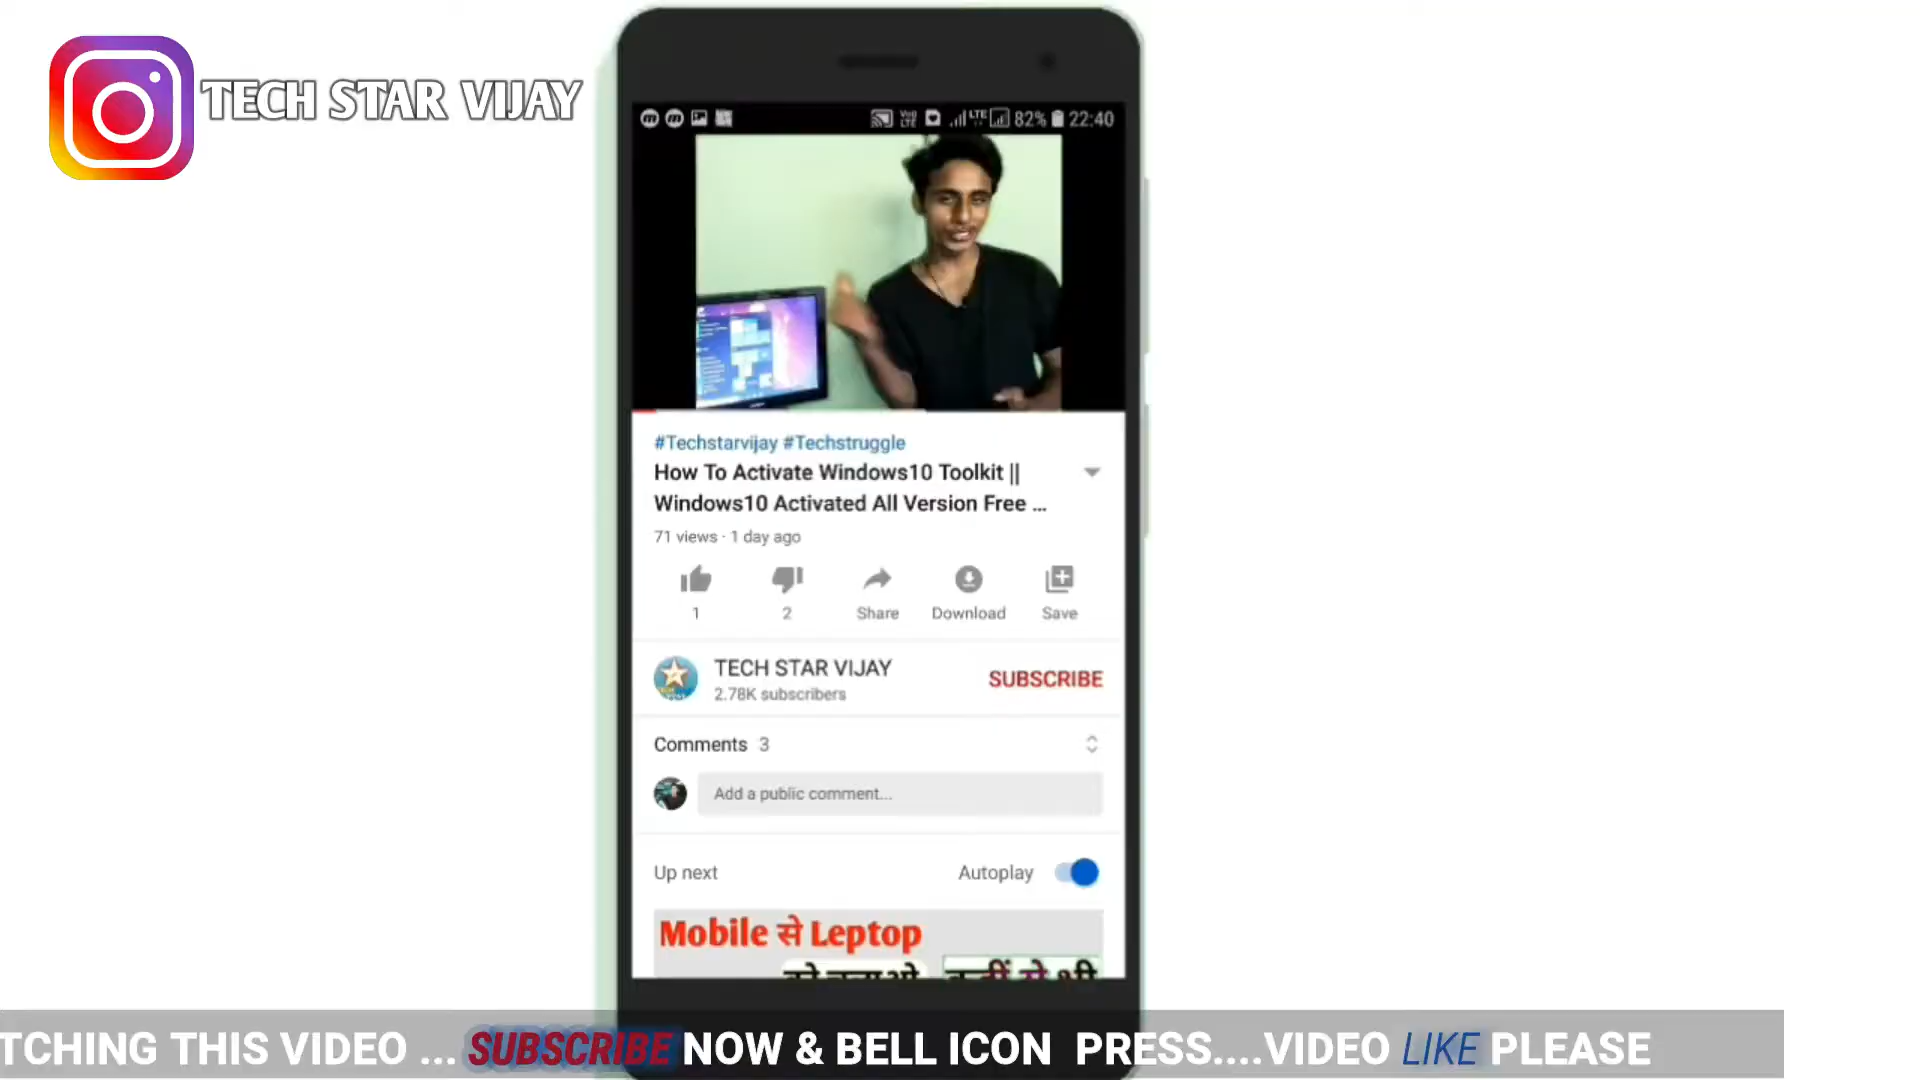 TECH STAR VIJAY
82% 22:40
#Techstarvijay #Techstruggle
How To Activate Windows10 Toolkit ||
Windows10 Activated All Version Free ...
71 views · 1 day ago
1 2 Share Download Save
TECH STAR VIJAY
2.78K subscribers
SUBSCRIBE
Comments 3
Add a public comment...
Up next Autoplay
Mobile से Leptop
TCHING THIS VIDEO ... SUBSCRIBE NOW & BELL ICON PRESS....VIDEO LIKE PLEASE